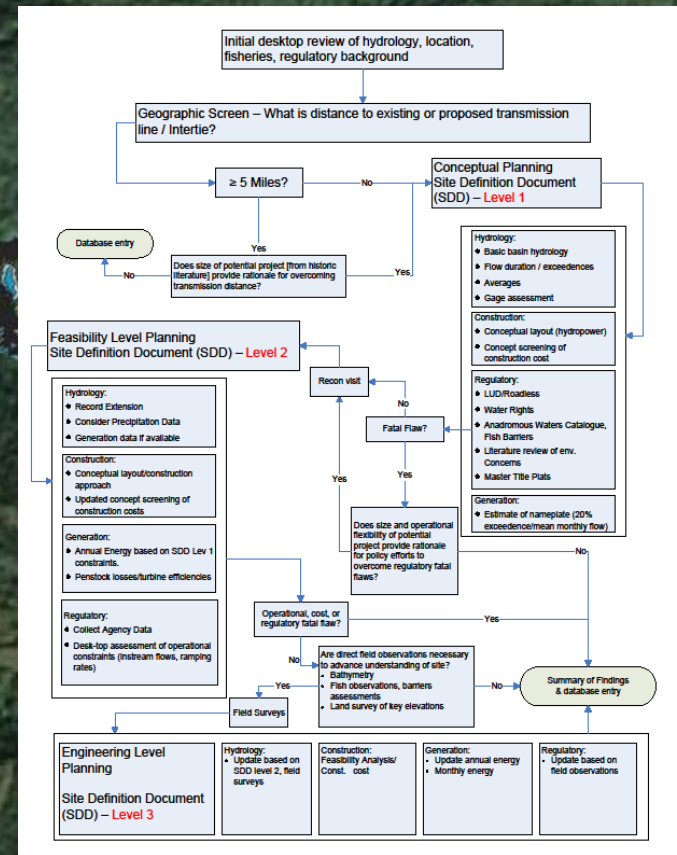 Initial desktop review of hydrology, location,
fisheries, regulatory background
Geographic Screen – What is distance to existing or proposed transmission
line / Intertie?
≥ 5 Miles?
No
Conceptual Planning
Site Definition Document
(SDD) – Level 1
Yes
Database entry
No
Does size of potential project [from historic
literature] provide rationale for overcoming
transmission distance?
Yes
Hydrology:
Basic basin hydrology
Flow duration / exceedences
Averages
Gage assessment
Construction:
Conceptual layout (hydropower)
Concept screening of
construction cost
Regulatory:
LUD/Roadless
Water Rights
Anadromous Waters Catalogue,
Fish Barriers
Literature review of env.
Concerns
Master Title Plats
Generation:
Estimate of nameplate (20%
exceedence/mean monthly flow)
Feasibility Level Planning
Site Definition Document (SDD) – Level 2
Recon visit
No
Fatal Flaw?
Yes
Yes
Does size and operational
flexibility of potential
project provide rationale
for policy efforts to
overcome regulatory fatal
flaws?
No
Hydrology:
Record Extension
Consider Precipitation Data
Generation data if available
Construction:
Conceptual layout/construction
approach
Updated concept screening of
construction costs
Generation:
Annual Energy based on SDD Lev 1
constraints.
Penstock losses/turbine efficiencies
Regulatory:
Collect Agency Data
Desk-top assessment of operational
constraints (instream flows, ramping
rates)
Operational, cost, or
regulatory fatal flaw?
Yes
No
Are direct field observations necessary
to advance understanding of site?
Bathymetry
Fish observations, barriers
assessments
Land survey of key elevations
Yes
No
Field Surveys
Summary of Findings
& database entry
Engineering Level
Planning
Site Definition Document
(SDD) – Level 3
Hydrology:
Update based on
SDD level 2, field
surveys
Construction:
Feasibility Analysis/
Const. cost
Generation:
Update annual energy
Monthly energy
Regulatory:
Update based on
field observations